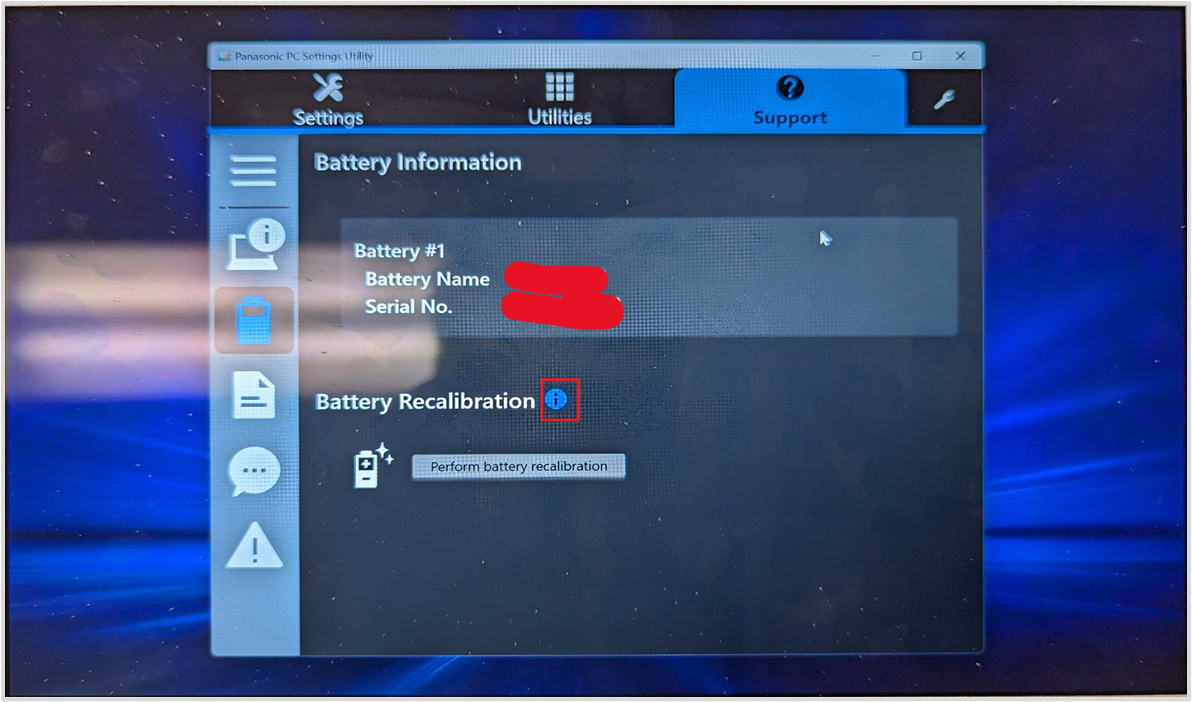 Panasonic PC Settings Utility
Settings
Utilities
Support
Battery Information
Battery #1
Battery Name
Serial No.
Battery Recalibration
Perform battery recalibration